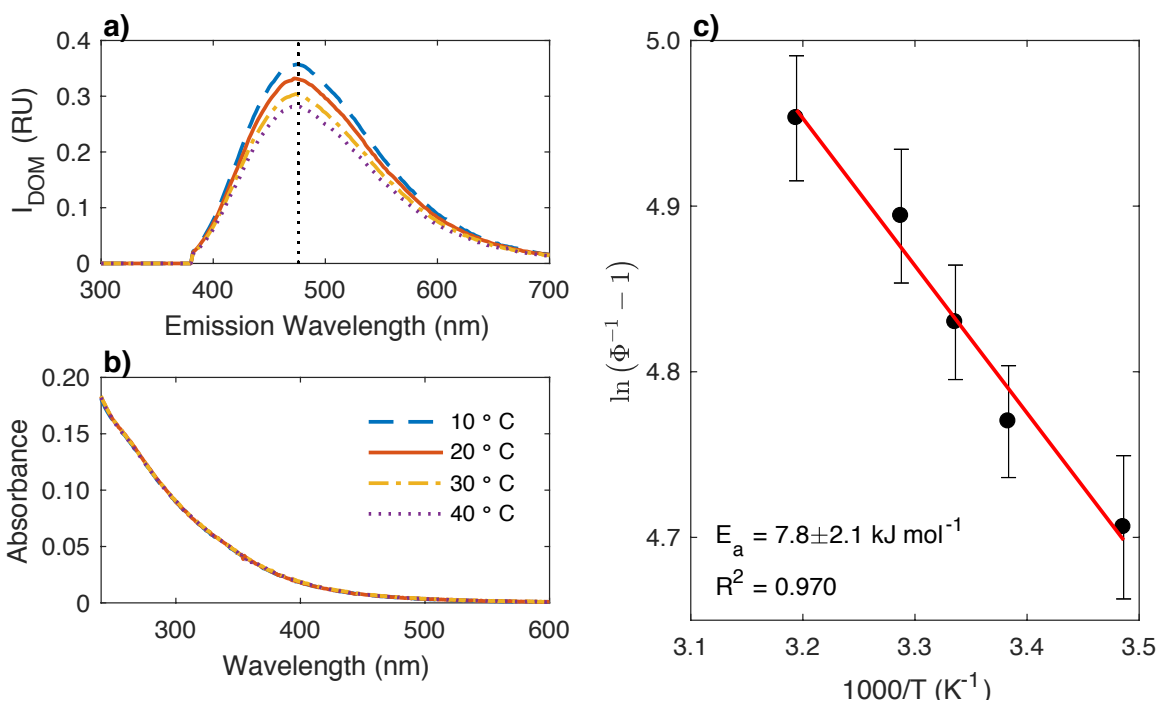 a)
0.4
0.3
0.2
0.1
0
I_DOM (RU)
300 400 500 600 700
Emission Wavelength (nm)
b)
0.20
0.15
0.10
0.05
0
Absorbance
10 ° C
20 ° C
30 ° C
40 ° C
300 400 500 600
Wavelength (nm)
c)
5.0
4.9
4.8
4.7
ln (Φ⁻¹ − 1)
E_a = 7.8±2.1 kJ mol⁻¹
R² = 0.970
3.1 3.2 3.3 3.4 3.5
1000/T (K⁻¹)